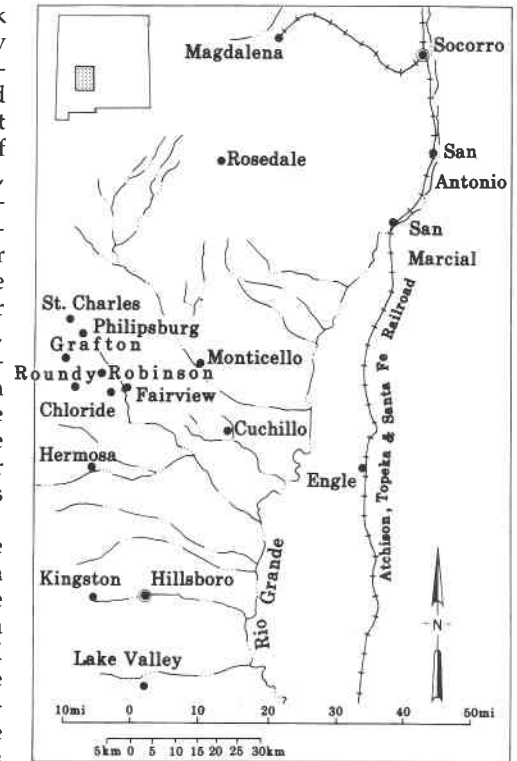 Magdalena
Socorro
Rosedale
San
Antonio
San
Marcial
St. Charles
Philipsburg
Grafton
Roundy Robinson
Monticello
Fairview
Chloride
Cuchillo
Hermosa
Engle
Atchison, Topeka & Santa Fe Railroad
Kingston
Hillsboro
Rio Grande
N
Lake Valley
10mi 0 10 20 30 40 50mi
5km 0 5 10 15 20 25 30km